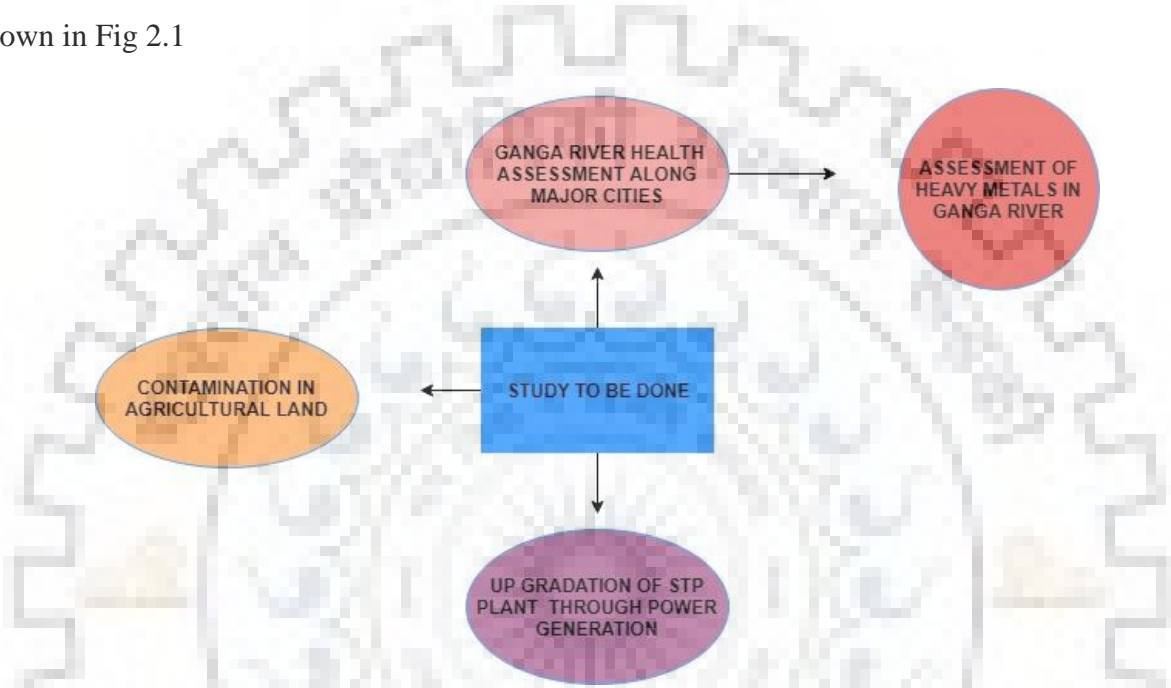 own in Fig 2.1
GANGA RIVER HEALTH
ASSESSMENT ALONG
MAJOR CITIES
ASSESSMENT OF
HEAVY METALS IN
GANGA RIVER
CONTAMINATION IN
AGRICULTURAL LAND
STUDY TO BE DONE
UP GRADATION OF STP
PLANT THROUGH POWER
GENERATION